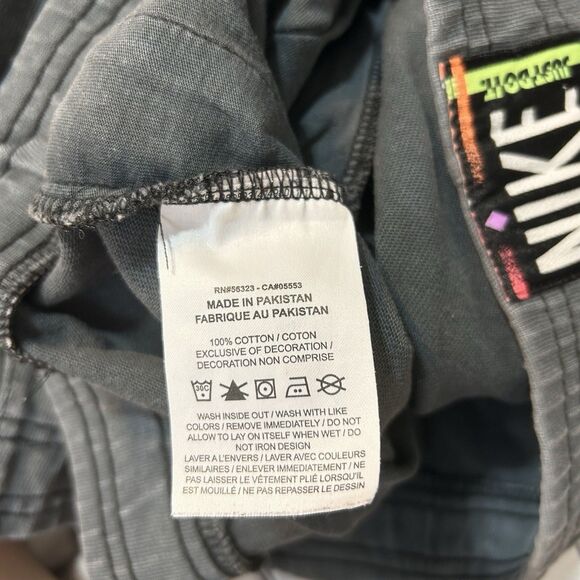 JUST DO IT.
NIKE
RN#56323 - CA#05553
MADE IN PAKISTAN
FABRIQUE AU PAKISTAN
100% COTTON / COTON
EXCLUSIVE OF DECORATION /
DECORATION NON COMPRISE
30C
WASH INSIDE OUT / WASH WITH LIKE
COLORS / REMOVE IMMEDIATELY / DO NOT
ALLOW TO LAY ON ITSELF WHEN WET / DO
NOT IRON DESIGN
LAVER A L'ENVERS / LAVER AVEC COULEURS
SIMILAIRES / ENLEVER IMMEDIATEMENT / NE
PAS LAISSER LE VÊTEMENT PLIÉ LORSQU'IL
EST MOUILLÉ / NE PAS REPASSER LE DESSIN